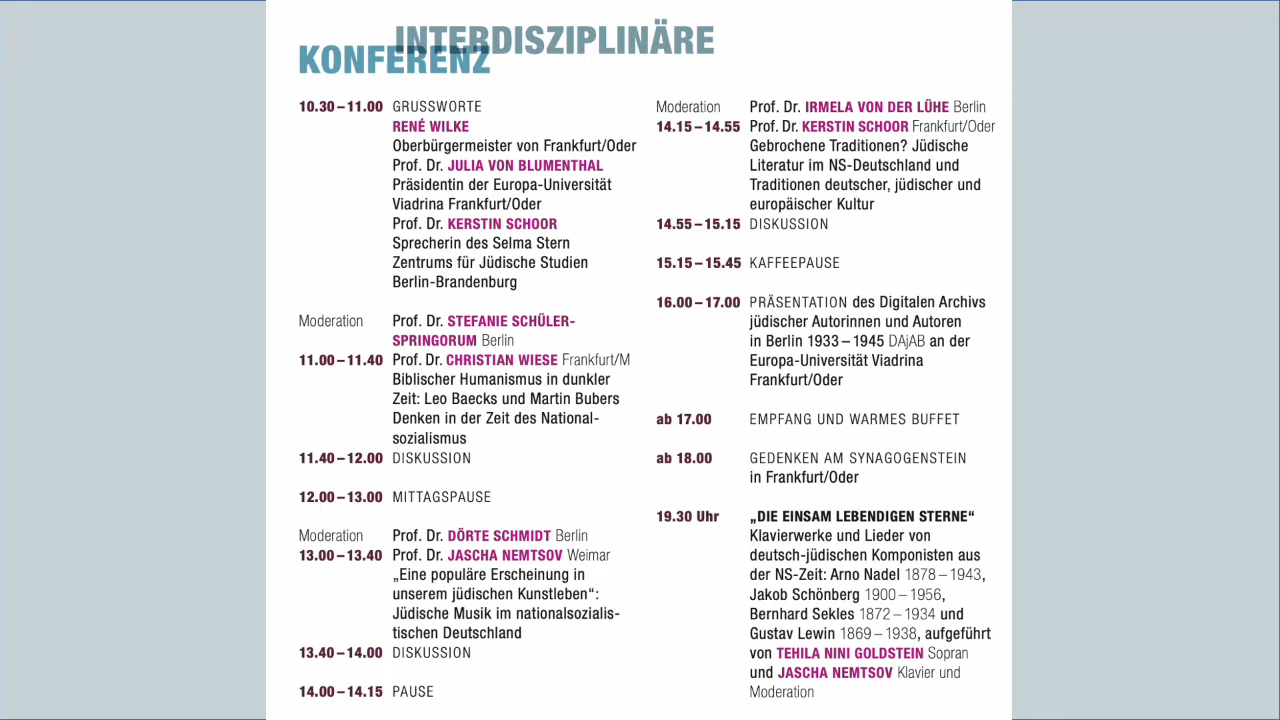 INTERDISZIPLINÄRE
KONFERENZ
10.30 – 11.00 GRUSSWORTE
RENÉ WILKE
Oberbürgermeister von Frankfurt/Oder
Prof. Dr. JULIA VON BLUMENTHAL
Präsidentin der Europa-Universität
Viadrina Frankfurt/Oder
Prof. Dr. KERSTIN SCHOOR
Sprecherin des Selma Stern
Zentrums für Jüdische Studien
Berlin-Brandenburg
Moderation Prof. Dr. STEFANIE SCHÜLER-
SPRINGORUM Berlin
11.00 – 11.40 Prof. Dr. CHRISTIAN WIESE Frankfurt/M
Biblischer Humanismus in dunkler
Zeit: Leo Baecks und Martin Bubers
Denken in der Zeit des National-
sozialismus
11.40 – 12.00 DISKUSSION
12.00 – 13.00 MITTAGSPAUSE
Moderation Prof. Dr. DÖRTE SCHMIDT Berlin
13.00 – 13.40 Prof. Dr. JASCHA NEMTSOV Weimar
„Eine populäre Erscheinung in
unserem jüdischen Kunstleben“:
Jüdische Musik im nationalsozialis-
tischen Deutschland
13.40 – 14.00 DISKUSSION
14.00 – 14.15 PAUSE
Moderation Prof. Dr. IRMELA VON DER LÜHE Berlin
14.15 – 14.55 Prof. Dr. KERSTIN SCHOOR Frankfurt/Oder
Gebrochene Traditionen? Jüdische
Literatur im NS-Deutschland und
Traditionen deutscher, jüdischer und
europäischer Kultur
14.55 – 15.15 DISKUSSION
15.15 – 15.45 KAFFEEPAUSE
16.00 – 17.00 PRÄSENTATION des Digitalen Archivs
jüdischer Autorinnen und Autoren
in Berlin 1933 – 1945 DAjAB an der
Europa-Universität Viadrina
Frankfurt/Oder
ab 17.00 EMPFANG UND WARMES BUFFET
ab 18.00 GEDENKEN AM SYNAGOGENSTEIN
in Frankfurt/Oder
19.30 Uhr „DIE EINSAM LEBENDIGEN STERNE“
Klavierwerke und Lieder von
deutsch-jüdischen Komponisten aus
der NS-Zeit: Arno Nadel 1878 – 1943,
Jakob Schönberg 1900 – 1956,
Bernhard Sekles 1872 – 1934 und
Gustav Lewin 1869 – 1938, aufgeführt
von TEHILA NINI GOLDSTEIN Sopran
und JASCHA NEMTSOV Klavier und
Moderation